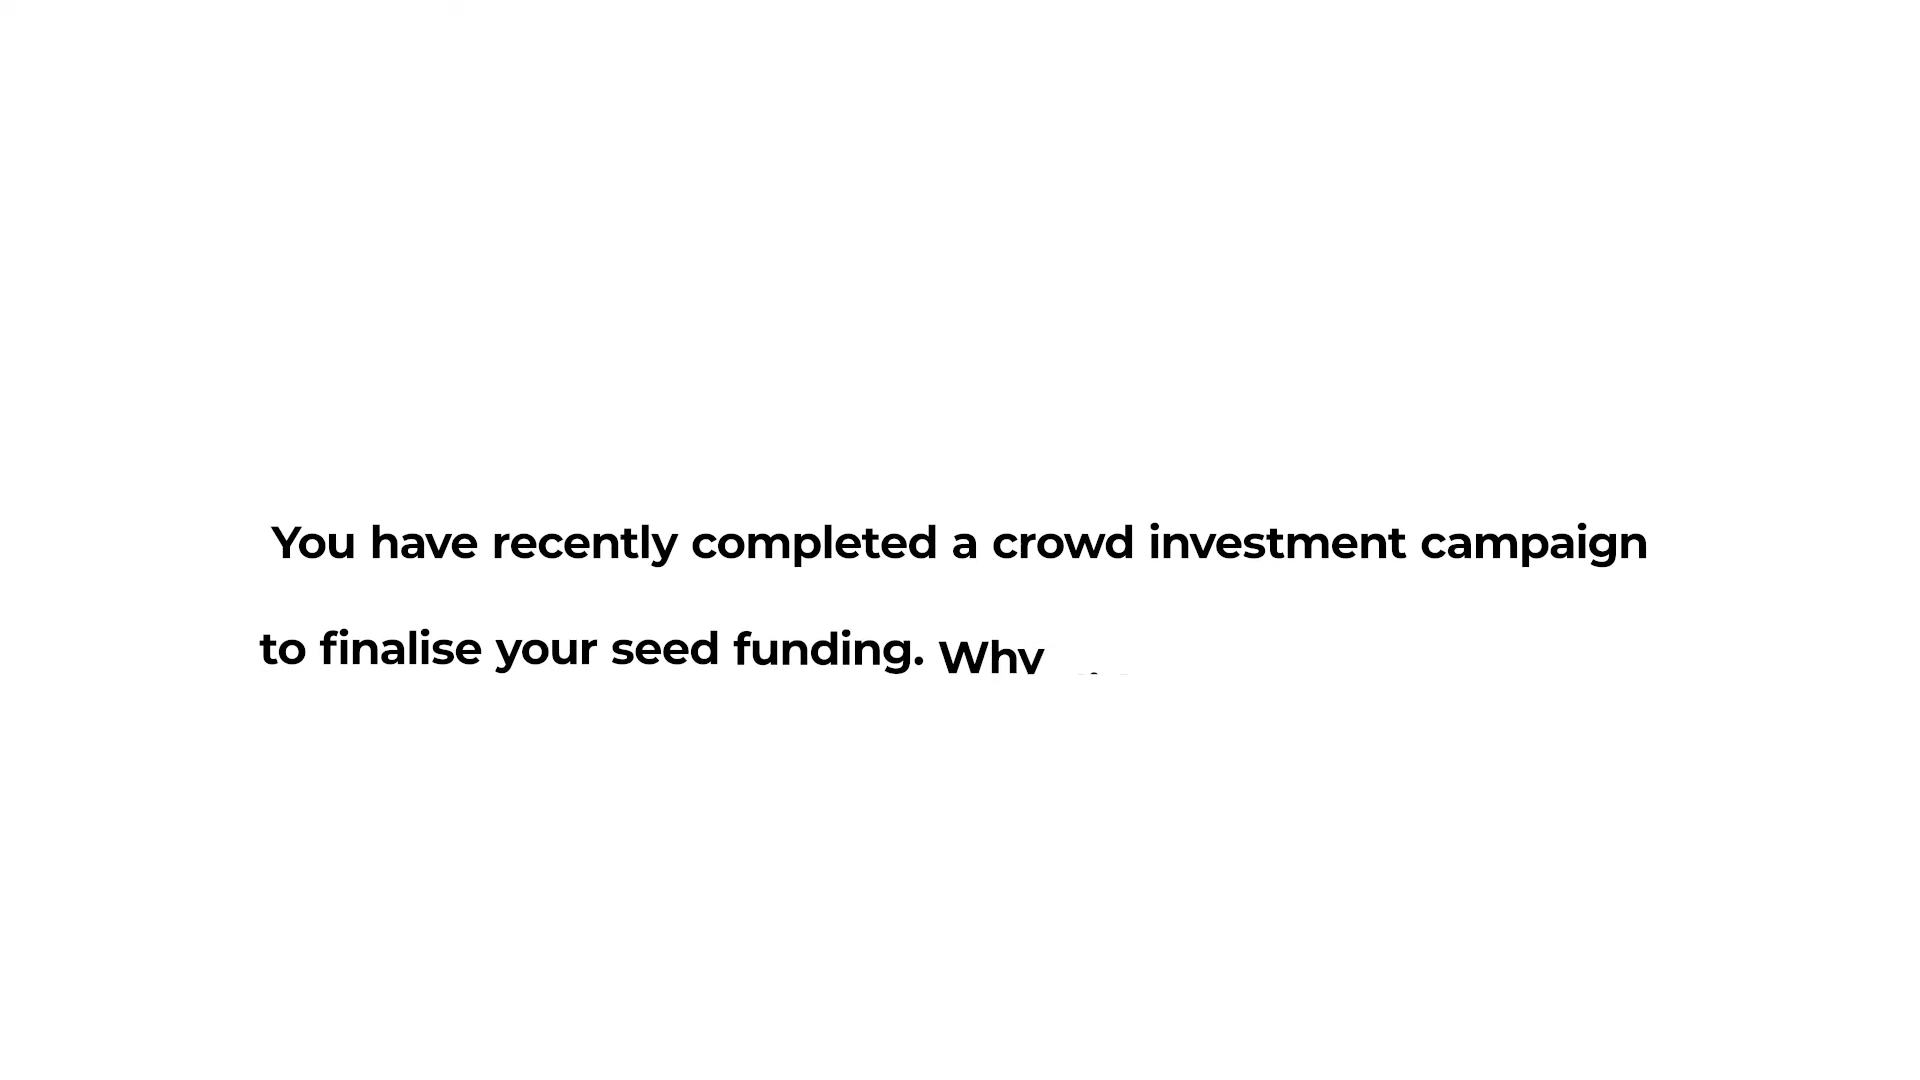 You have recently completed a crowd investment campaign
to finalise your seed funding. Why